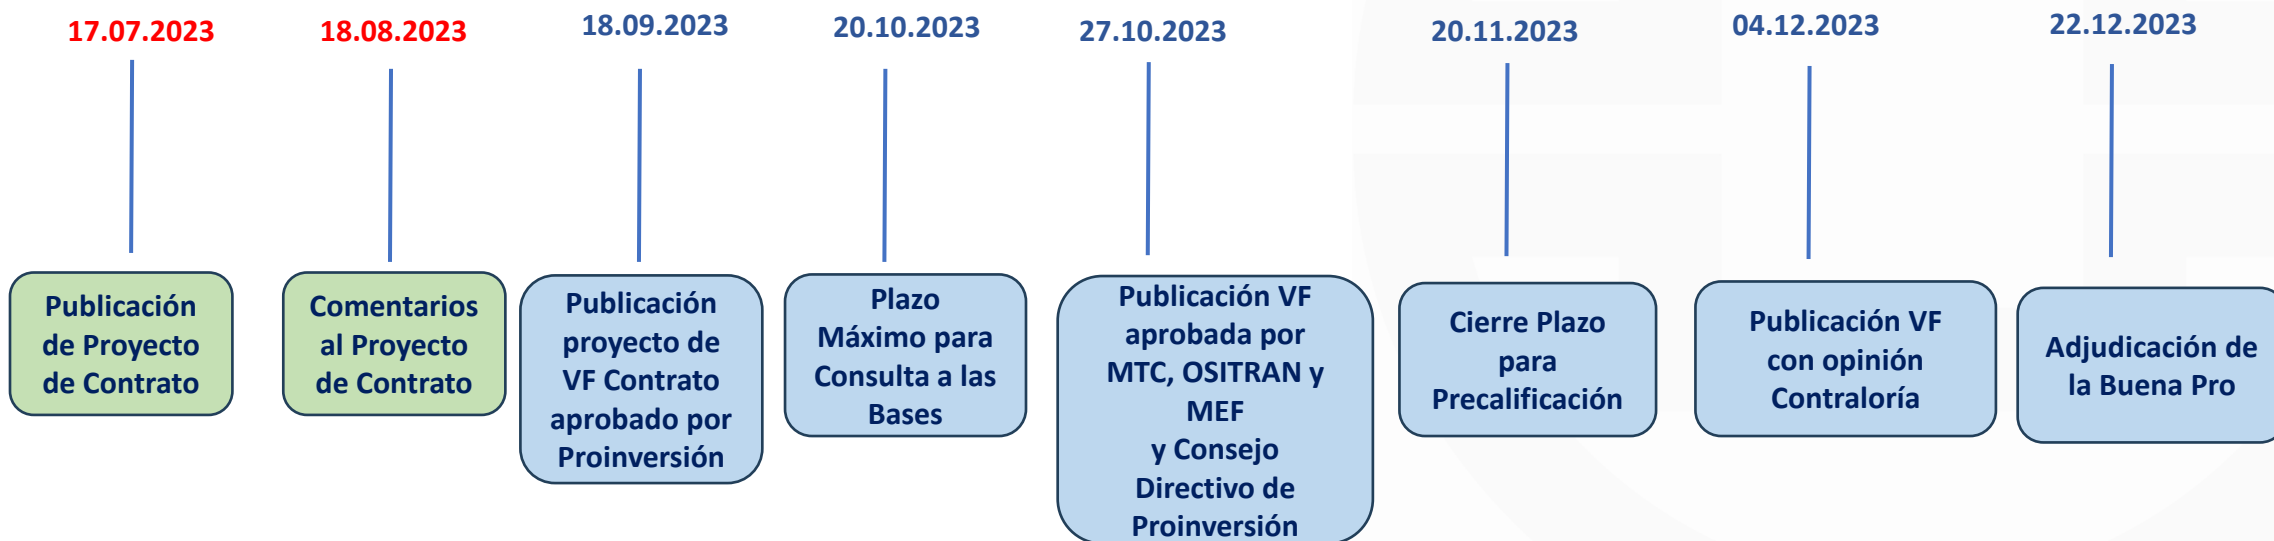 17.07.2023
18.08.2023
18.09.2023
20.10.2023
27.10.2023
20.11.2023
04.12.2023
22.12.2023
Publicación
de Proyecto
de Contrato
Comentarios
al Proyecto
de Contrato
Publicación
proyecto de
VF Contrato
aprobado por
Proinversión
Plazo
Máximo para
Consulta a las
Bases
Publicación VF
aprobada por
MTC, OSITRAN y
MEF
y Consejo
Directivo de
Proinversión
Cierre Plazo
para
Precalificación
Publicación VF
con opinión
Contraloría
Adjudicación de
la Buena Pro